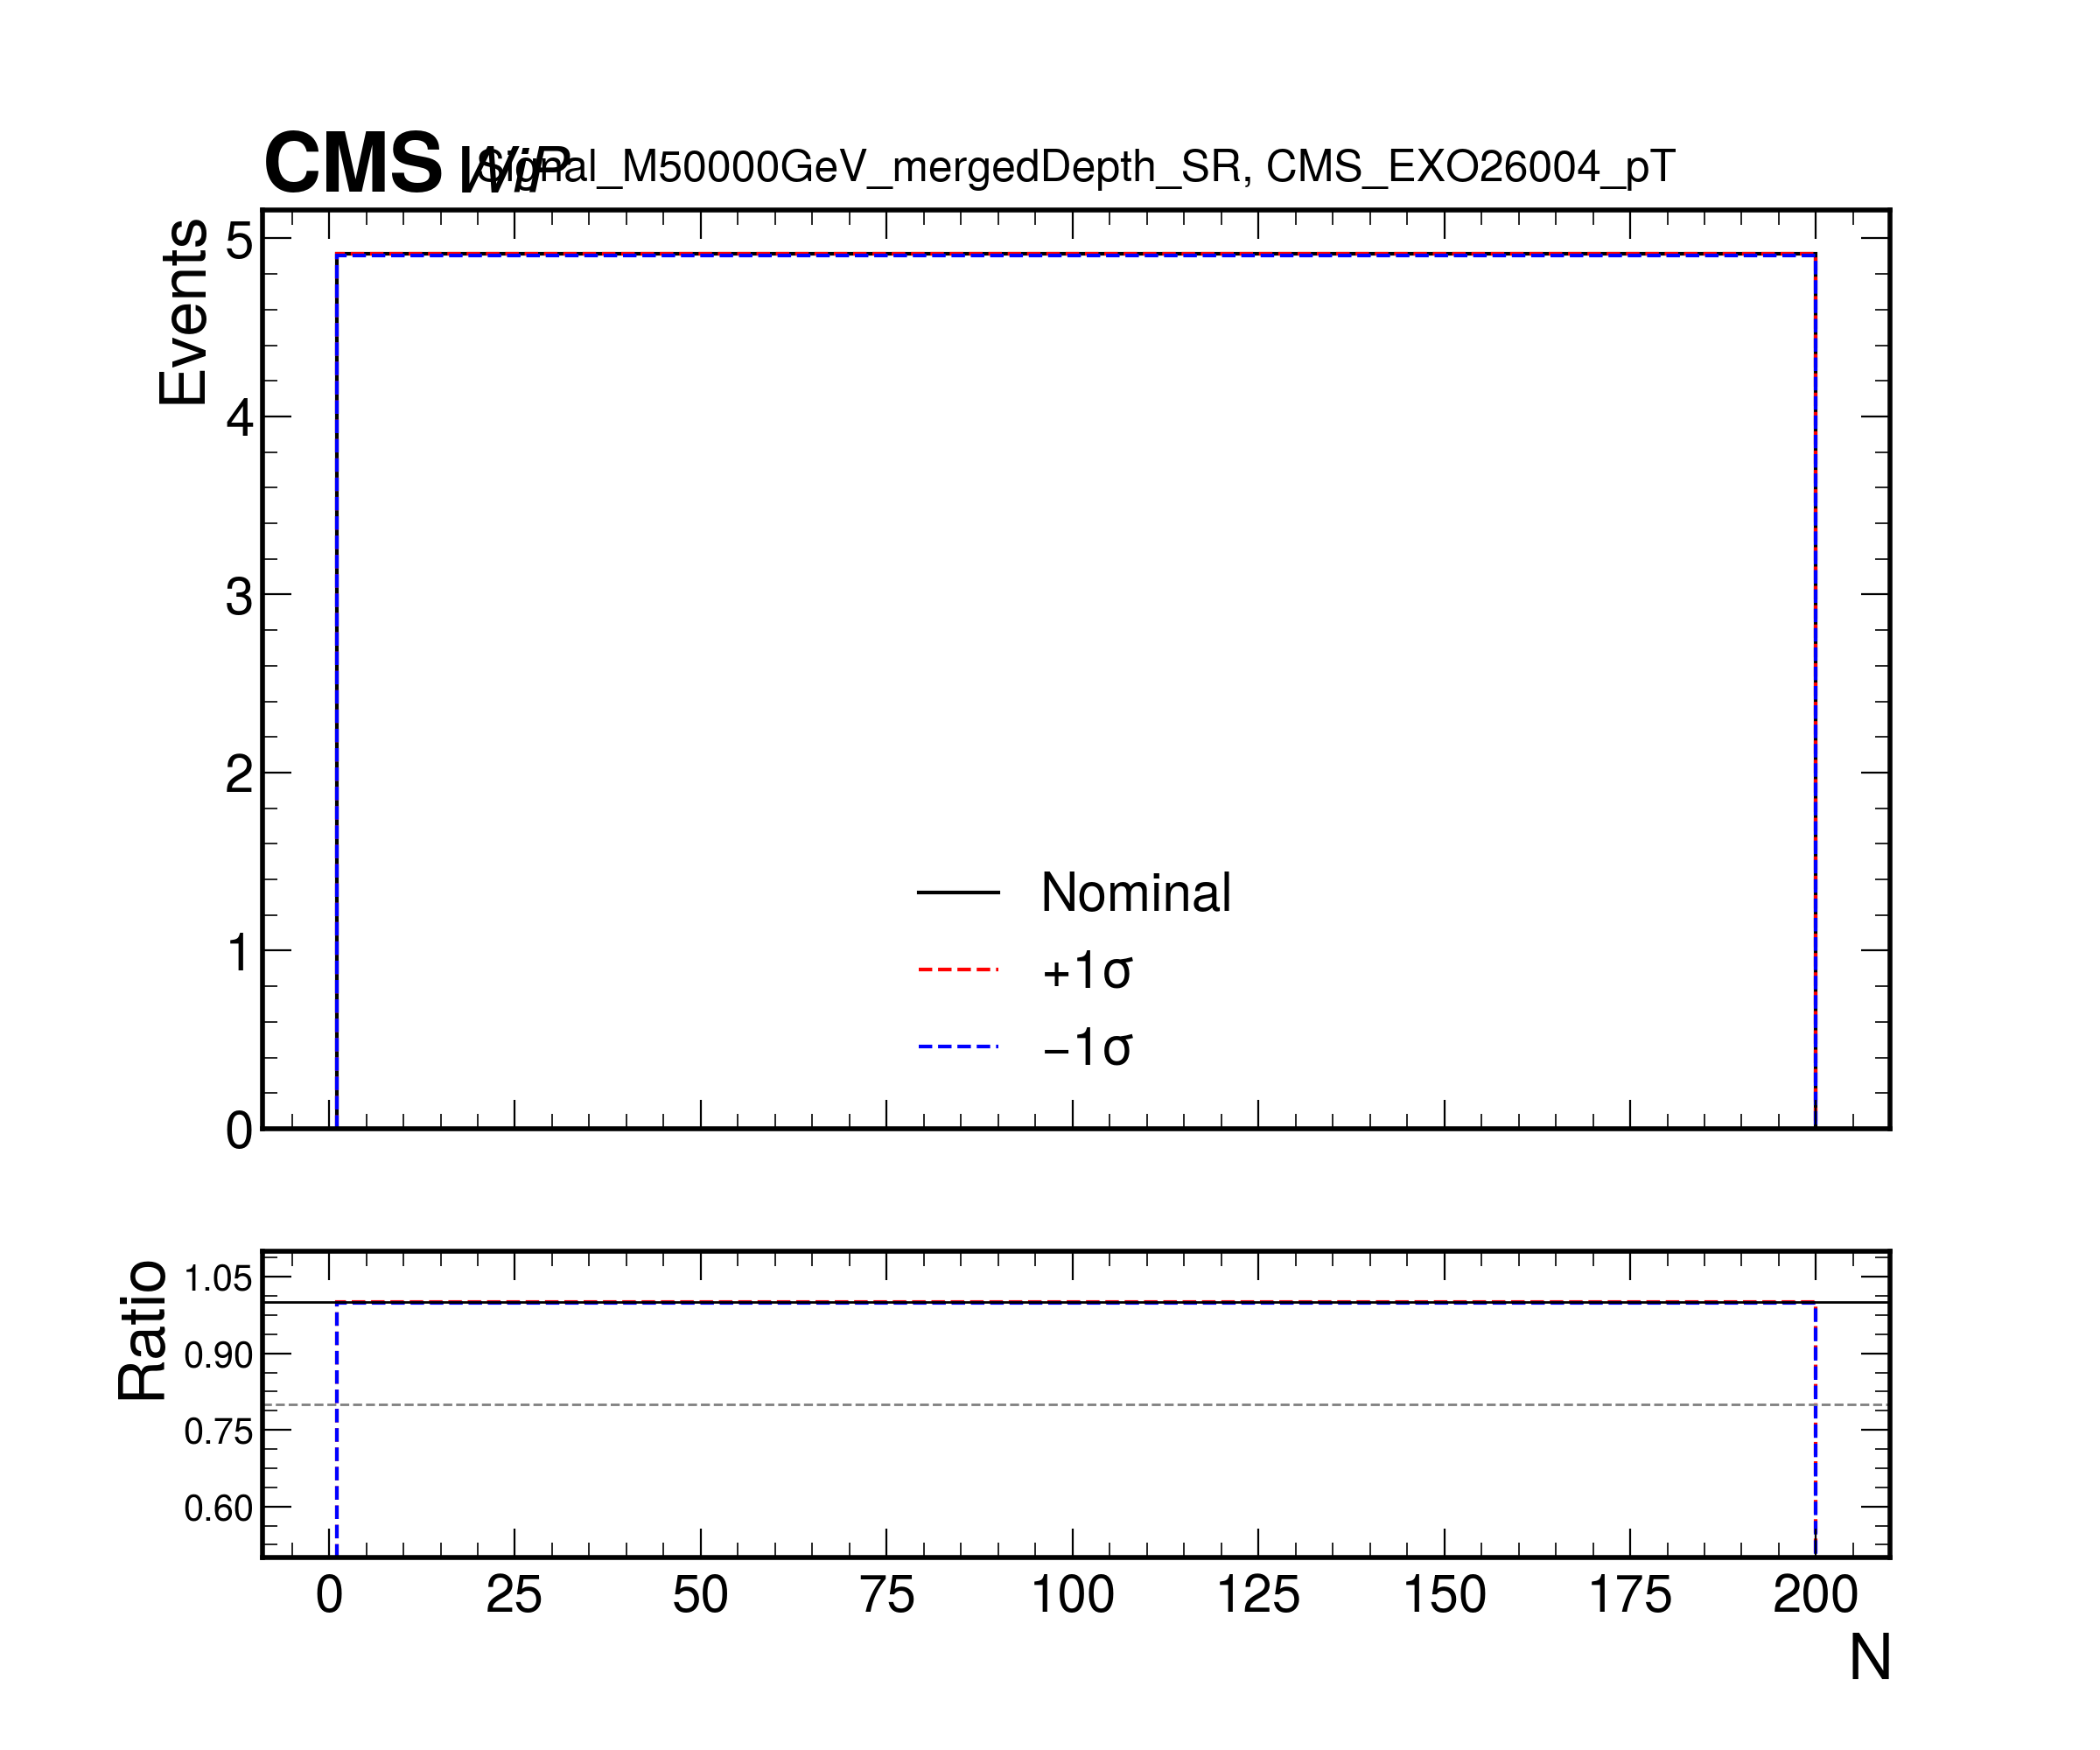 CMS WiP Signal_M50000GeV_mergedDepth_SR, CMS_EXO26004_pT
Events
5
4
3
2
1
0
Nominal
+1σ
−1σ
Ratio
1.05
0.90
0.75
0.60
0 25 50 75 100 125 150 175 200
N